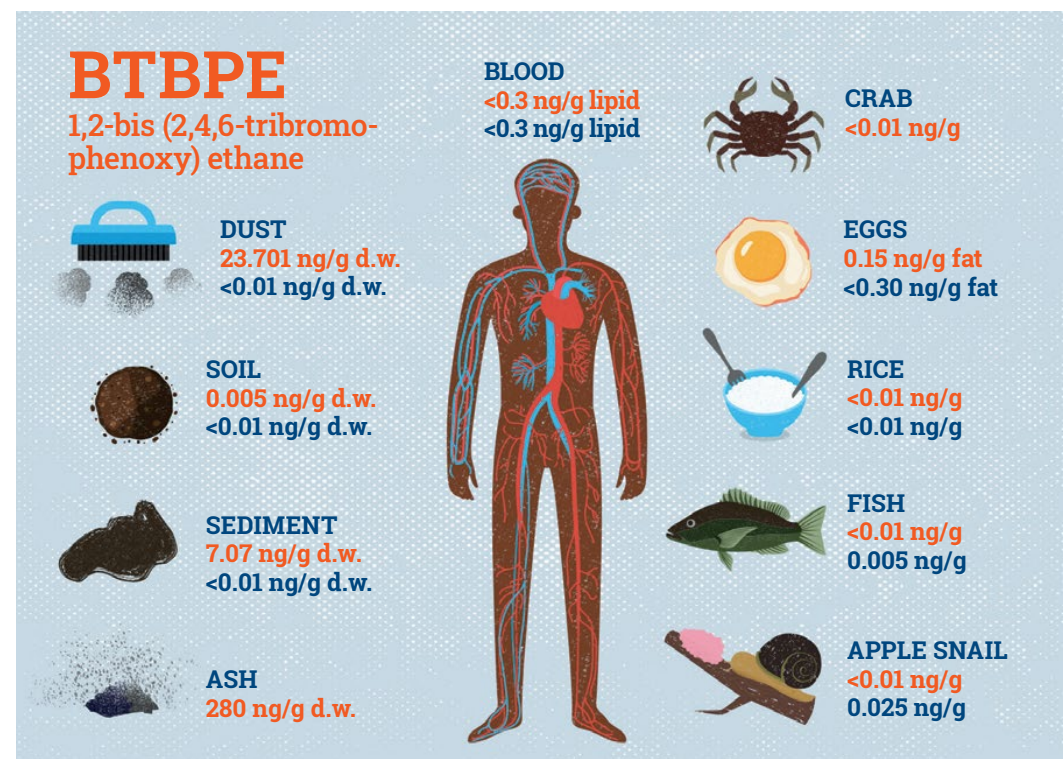 BTBPE
1,2-bis (2,4,6-tribromo-
phenoxy) ethane
DUST
23.701 ng/g d.w.
<0.01 ng/g d.w.
SOIL
0.005 ng/g d.w.
<0.01 ng/g d.w.
SEDIMENT
7.07 ng/g d.w.
<0.01 ng/g d.w.
ASH
280 ng/g d.w.
BLOOD
<0.3 ng/g lipid
<0.3 ng/g lipid
CRAB
<0.01 ng/g
EGGS
0.15 ng/g fat
<0.30 ng/g fat
RICE
<0.01 ng/g
<0.01 ng/g
FISH
<0.01 ng/g
0.005 ng/g
APPLE SNAIL
<0.01 ng/g
0.025 ng/g